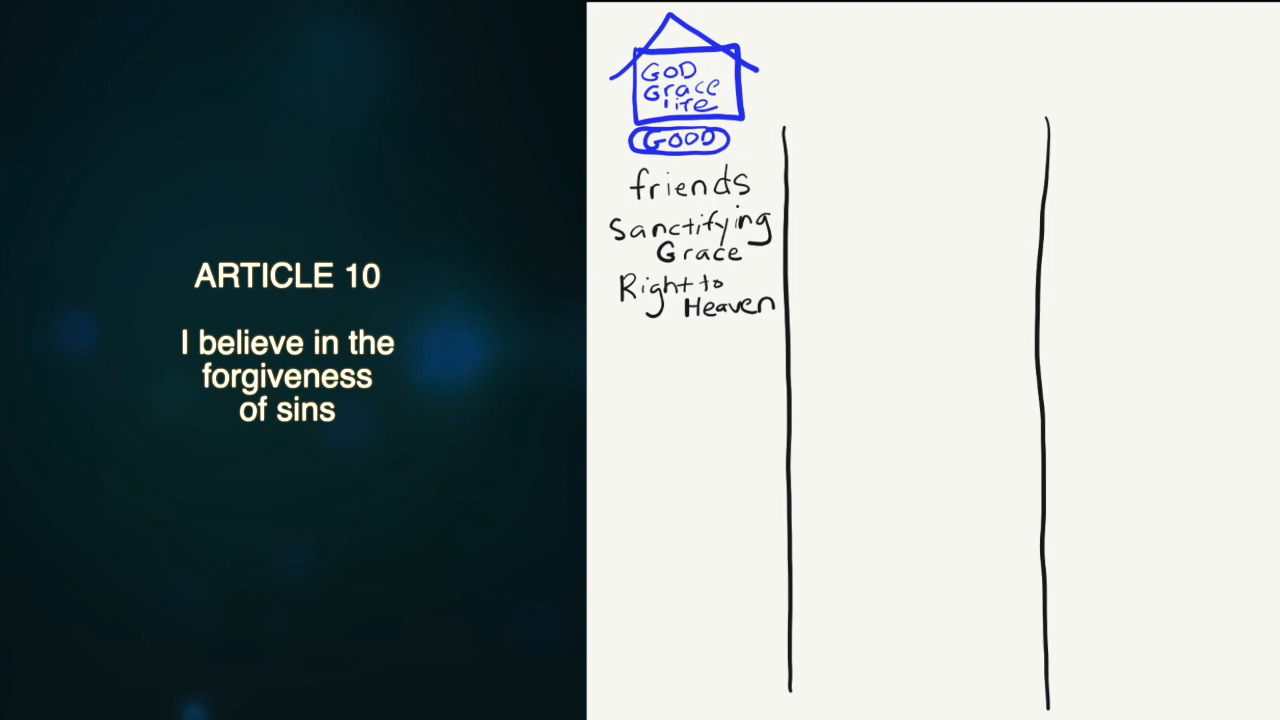 ARTICLE 10
I believe in the
forgiveness
of sins
GOD
Grace
life
GOOD
friends
Sanctifying
Grace
Right to
Heaven